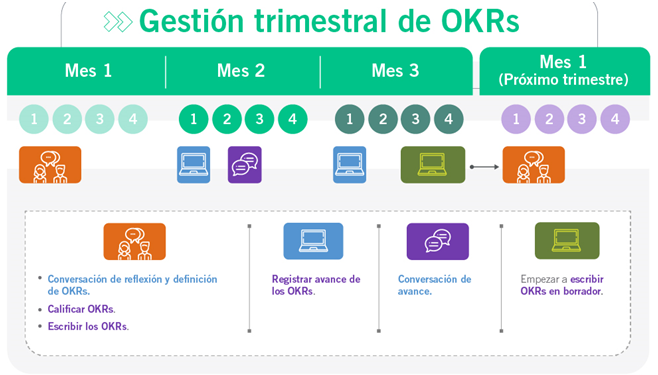 Gestión trimestral de OKRs
Mes 1
Mes 2
Mes 3
Mes 1
(Próximo trimestre)
1 2 3 4
1 2 3 4
1 2 3 4
1 2 3 4
• Conversación de reflexión y definición
de OKRs.
• Calificar OKRs.
• Escribir los OKRs.
Registrar avance de
los OKRs.
Conversación de
avance.
Empezar a escribir
OKRs en borrador.